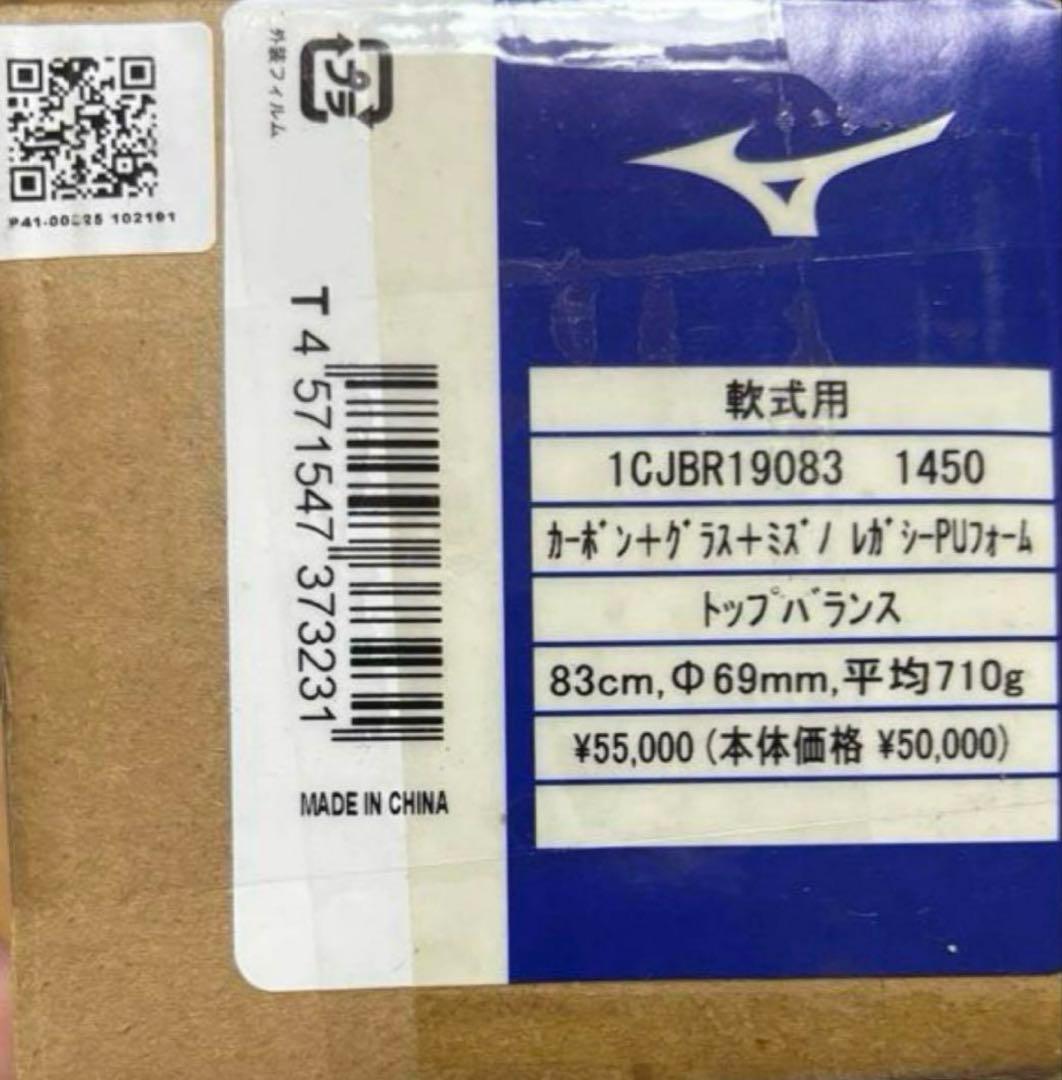 102191
外装フィルム
プラ
T 4 571547 373231
MADE IN CHINA
軟式用
1CJBR19083 1450
カーボン+グラス+ミズノ レガシーPUフォーム
トップバランス
83cm,Φ69mm,平均710g
¥55,000 (本体価格 ¥50,000)